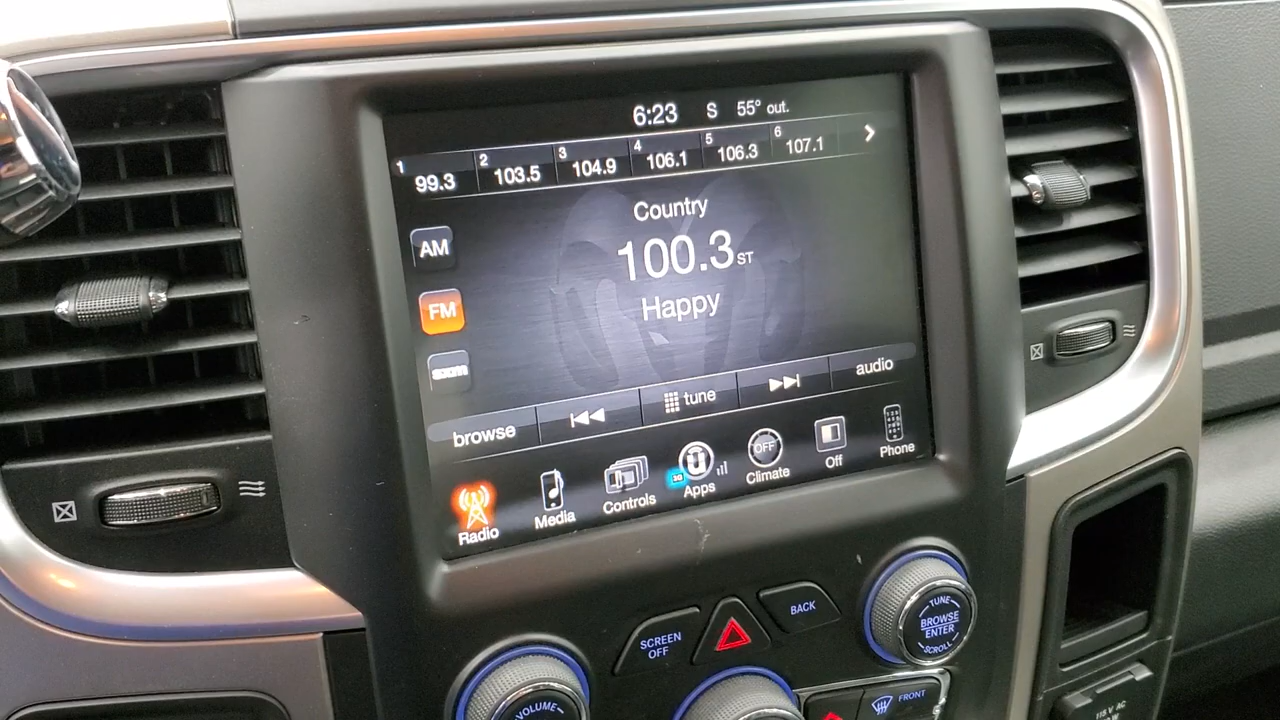 6:23 S 55° out.
1 99.3 2 103.5 3 104.9 4 106.1 5 106.3 6 107.1
Country
AM
100.3 ST
FM
Happy
sxm
browse tune audio
Radio Media Controls 3G Apps OFF Climate Off Phone
SCREEN OFF
BACK
TUNE
BROWSE
ENTER
SCROLL
VOLUME
FRONT
115 V AC